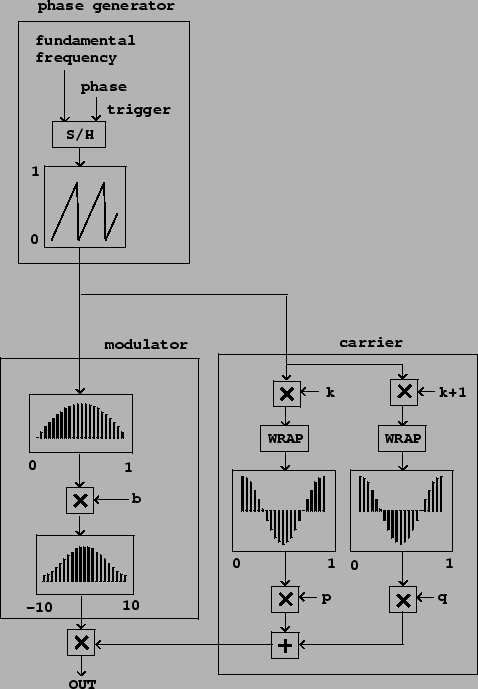 phase generator
fundamental
frequency
phase
trigger
S/H
1
0
modulator
carrier
k
k+1
WRAP
WRAP
0
1
b
0
1
0
1
-10
10
p
q
+
OUT